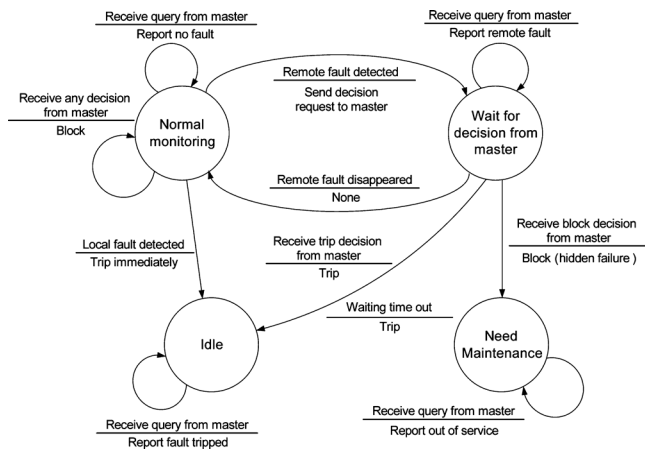 Receive query from master
Report no fault
Receive query from master
Report remote fault
Remote fault detected
Send decision
request to master
Receive any decision
from master
Block
Normal
monitoring
Wait for
decision from
master
Remote fault disappeared
None
Local fault detected
Trip immediately
Receive trip decision
from master
Trip
Receive block decision
from master
Block (hidden failure )
Waiting time out
Trip
Idle
Need
Maintenance
Receive query from master
Report fault tripped
Receive query from master
Report out of service